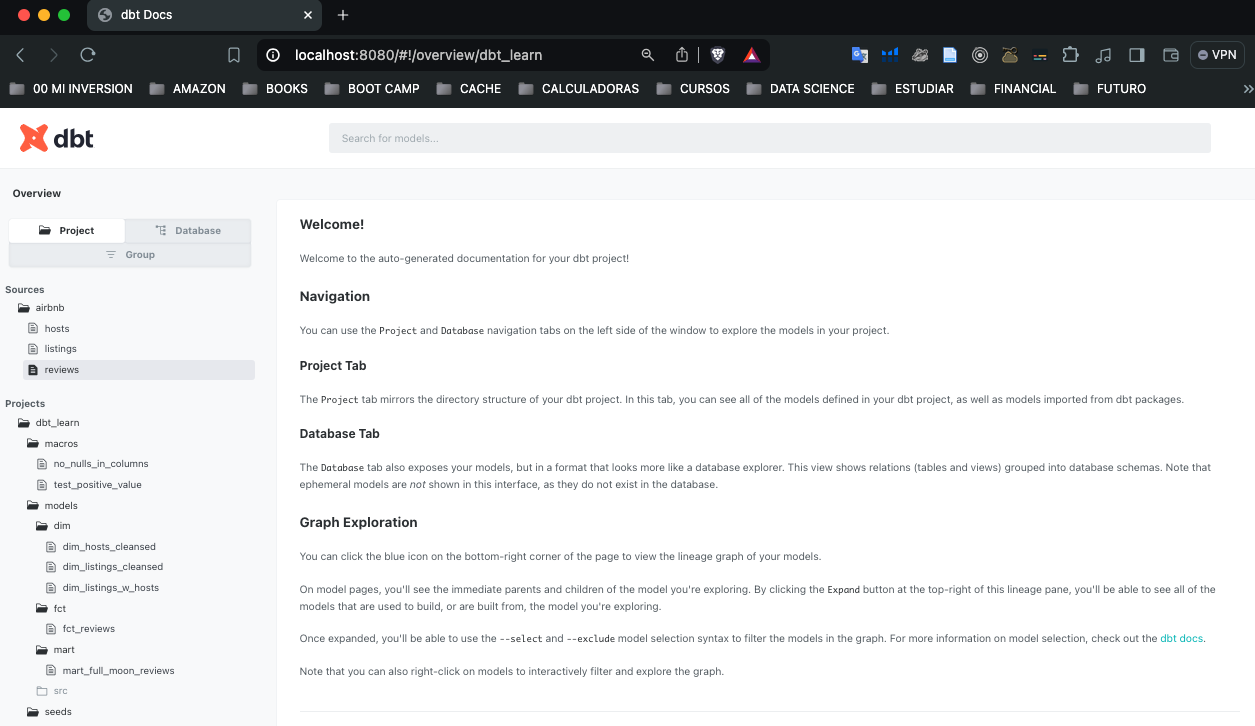 dbt Docs
localhost:8080/#!/overview/dbt_learn
VPN
00 MI INVERSION AMAZON BOOKS BOOT CAMP CACHE CALCULADORAS CURSOS DATA SCIENCE ESTUDIAR FINANCIAL FUTURO
dbt
Search for models...
Overview
Project Database
Group
Sources
airbnb
hosts
listings
reviews
Projects
dbt_learn
macros
no_nulls_in_columns
test_positive_value
models
dim
dim_hosts_cleansed
dim_listings_cleansed
dim_listings_w_hosts
fct
fct_reviews
mart
mart_full_moon_reviews
src
seeds
Welcome!
Welcome to the auto-generated documentation for your dbt project!
Navigation
You can use the Project and Database navigation tabs on the left side of the window to explore the models in your project.
Project Tab
The Project tab mirrors the directory structure of your dbt project. In this tab, you can see all of the models defined in your dbt project, as well as models imported from dbt packages.
Database Tab
The Database tab also exposes your models, but in a format that looks more like a database explorer. This view shows relations (tables and views) grouped into database schemas. Note that
ephemeral models are not shown in this interface, as they do not exist in the database.
Graph Exploration
You can click the blue icon on the bottom-right corner of the page to view the lineage graph of your models.
On model pages, you'll see the immediate parents and children of the model you're exploring. By clicking the Expand button at the top-right of this lineage pane, you'll be able to see all of the
models that are used to build, or are built from, the model you're exploring.
Once expanded, you'll be able to use the --select and --exclude model selection syntax to filter the models in the graph. For more information on model selection, check out the dbt docs.
Note that you can also right-click on models to interactively filter and explore the graph.